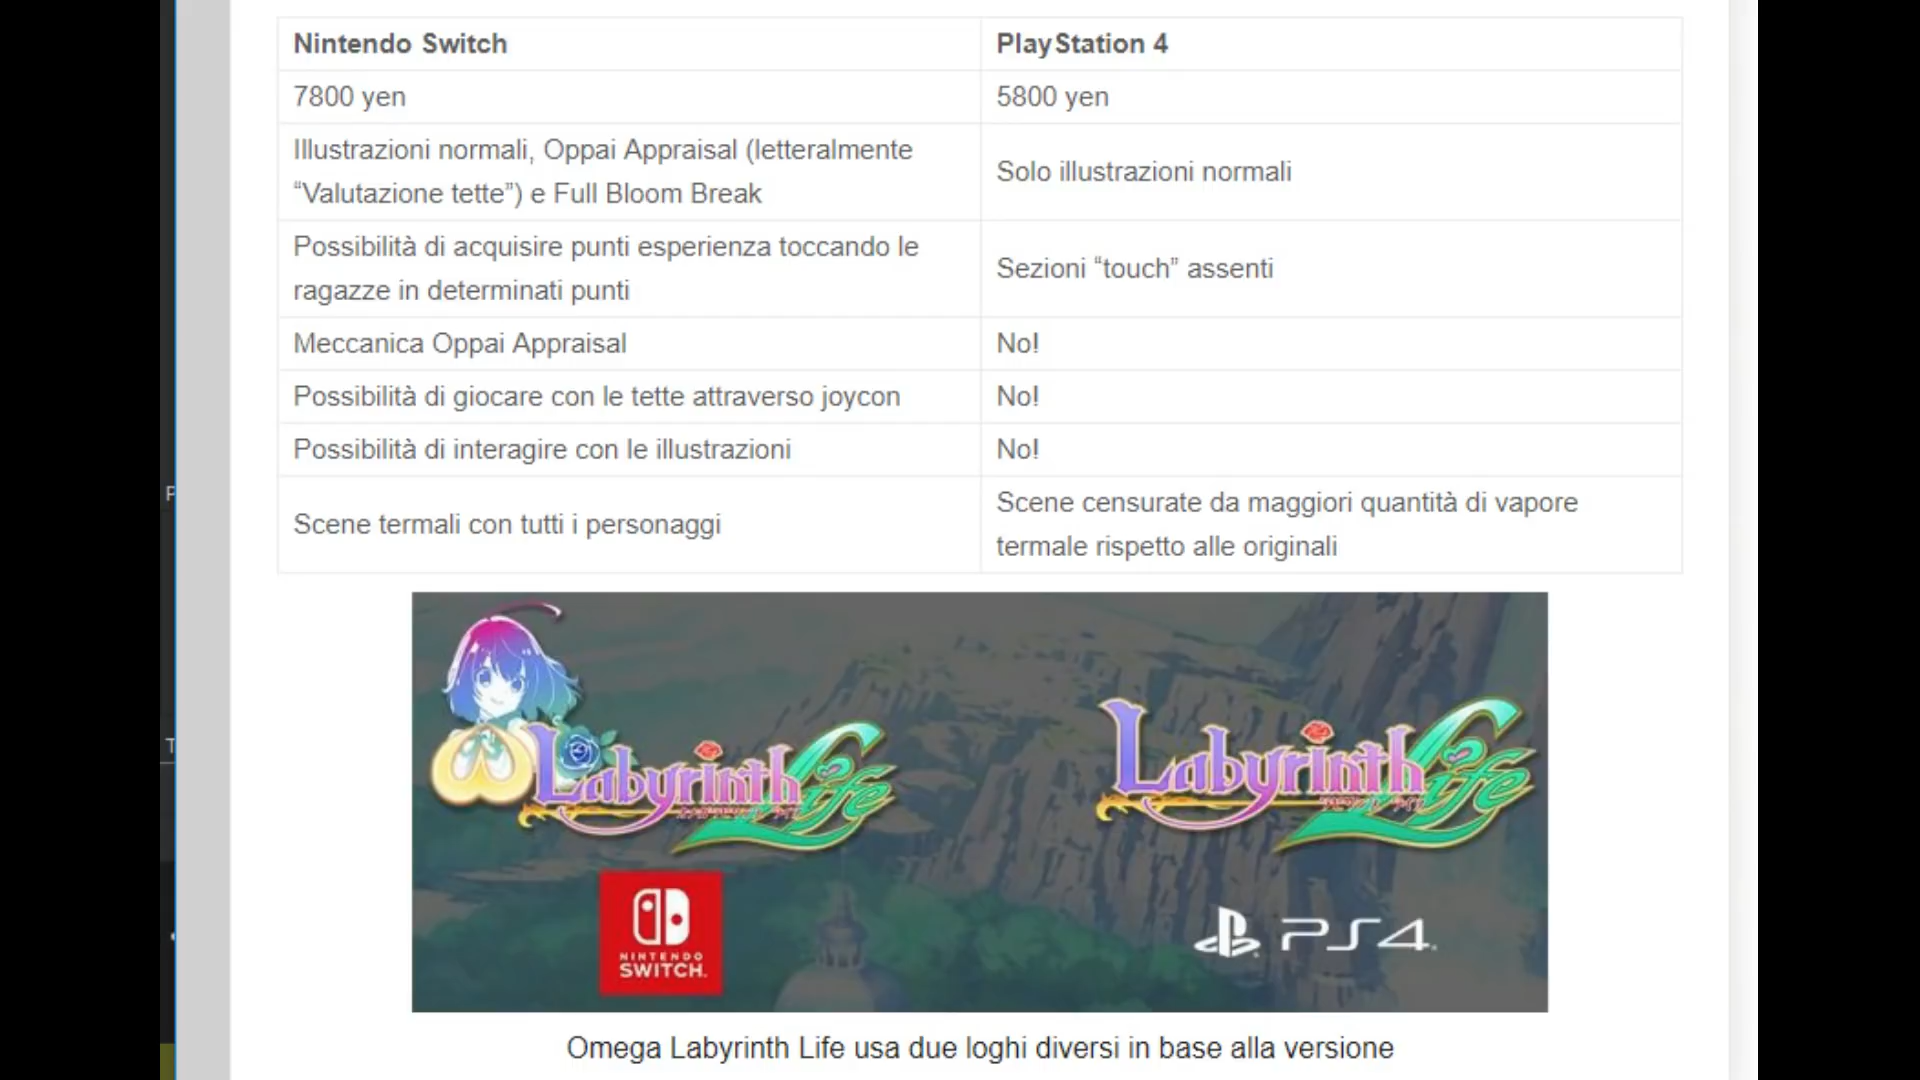 Nintendo Switch
PlayStation 4
7800 yen
5800 yen
Illustrazioni normali, Oppai Appraisal (letteralmente
“Valutazione tette”) e Full Bloom Break
Solo illustrazioni normali
Possibilità di acquisire punti esperienza toccando le
ragazze in determinati punti
Sezioni “touch” assenti
Meccanica Oppai Appraisal
No!
Possibilità di giocare con le tette attraverso joycon
No!
Possibilità di interagire con le illustrazioni
No!
Scene termali con tutti i personaggi
Scene censurate da maggiori quantità di vapore
termale rispetto alle originali
Labyrinth Life
Labyrinth Life
NINTENDO
SWITCH.
PS4
Omega Labyrinth Life usa due loghi diversi in base alla versione